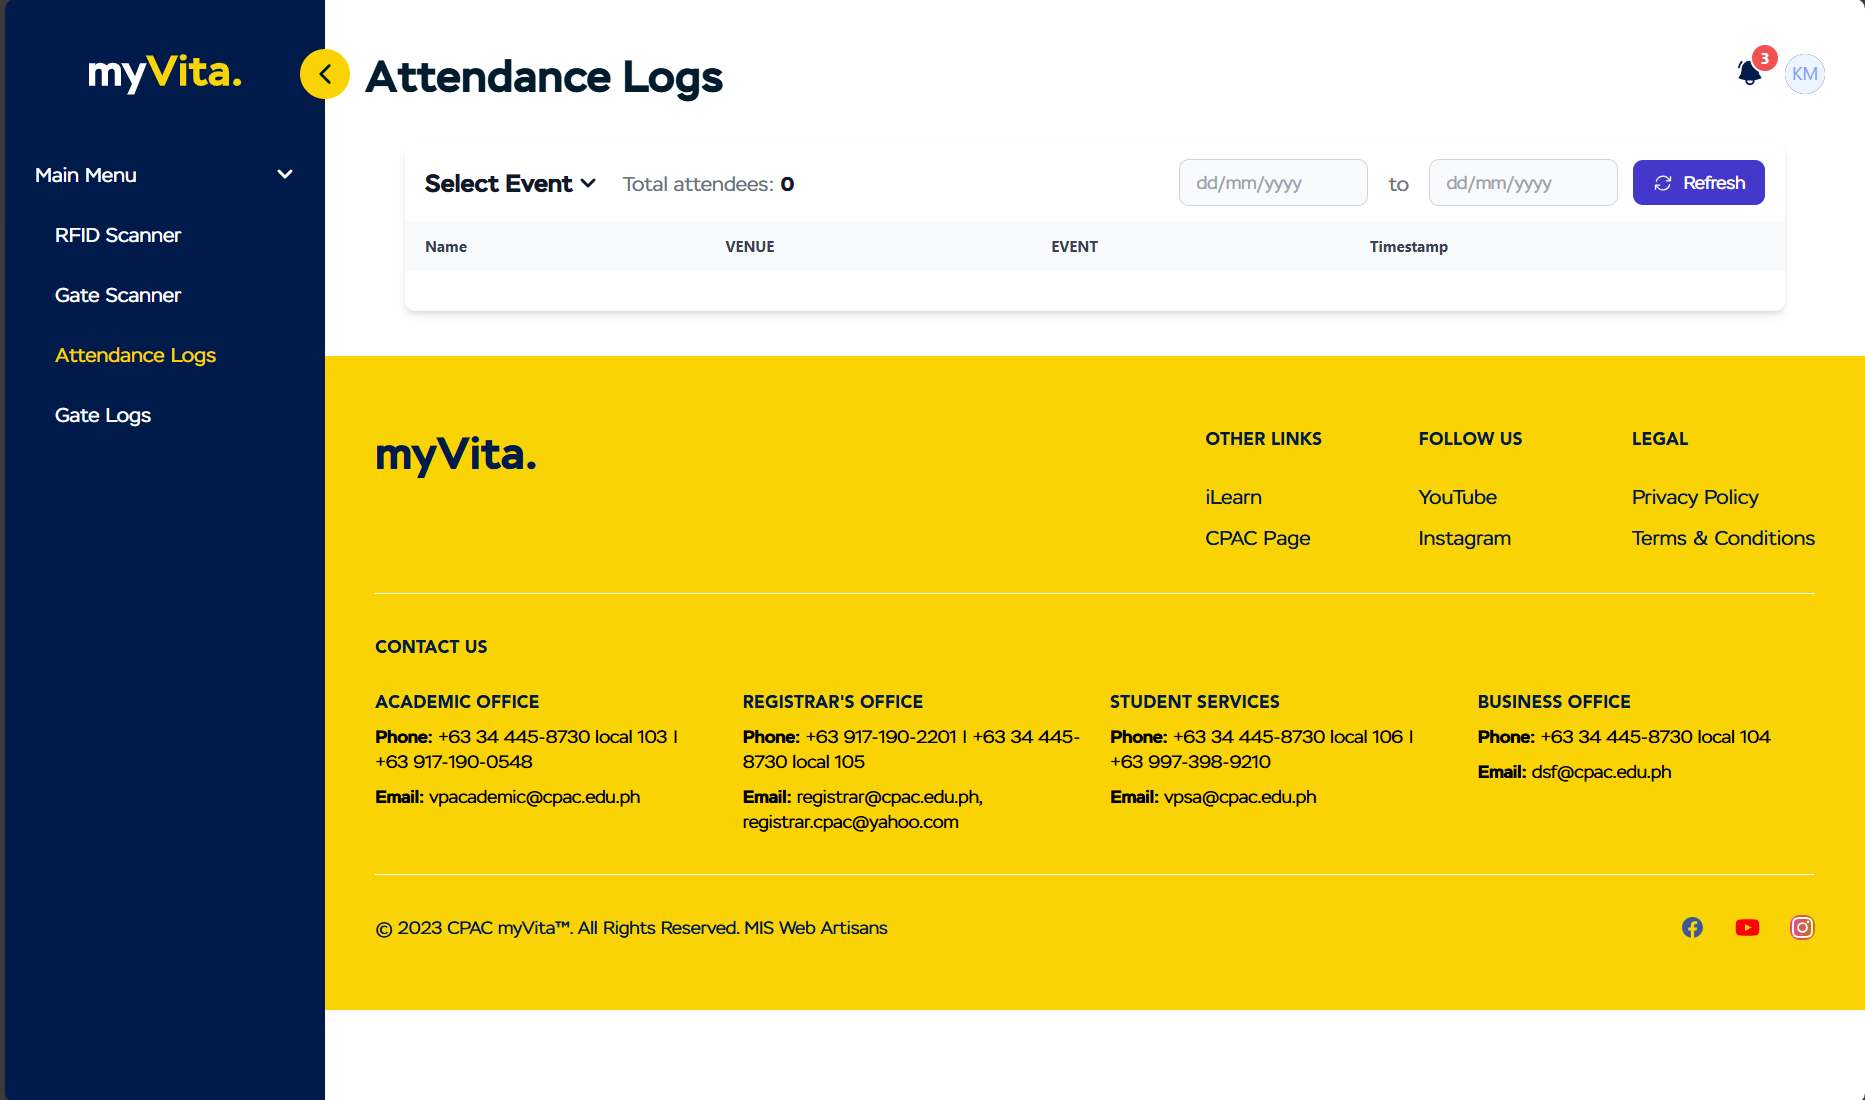 myVita.
Attendance Logs
3
KM
Main Menu
RFID Scanner
Gate Scanner
Attendance Logs
Gate Logs
Select Event
Total attendees: 0
dd/mm/yyyy
to
dd/mm/yyyy
Refresh
Name VENUE EVENT Timestamp
myVita.
OTHER LINKS
iLearn
CPAC Page
FOLLOW US
YouTube
Instagram
LEGAL
Privacy Policy
Terms & Conditions
CONTACT US
ACADEMIC OFFICE
Phone: +63 34 445-8730 local 103 |
+63 917-190-0548
Email: vpacademic@cpac.edu.ph
REGISTRAR'S OFFICE
Phone: +63 917-190-2201 | +63 34 445-
8730 local 105
Email: registrar@cpac.edu.ph,
registrar.cpac@yahoo.com
STUDENT SERVICES
Phone: +63 34 445-8730 local 106 |
+63 997-398-9210
Email: vpsa@cpac.edu.ph
BUSINESS OFFICE
Phone: +63 34 445-8730 local 104
Email: dsf@cpac.edu.ph
© 2023 CPAC myVita™. All Rights Reserved. MIS Web Artisans